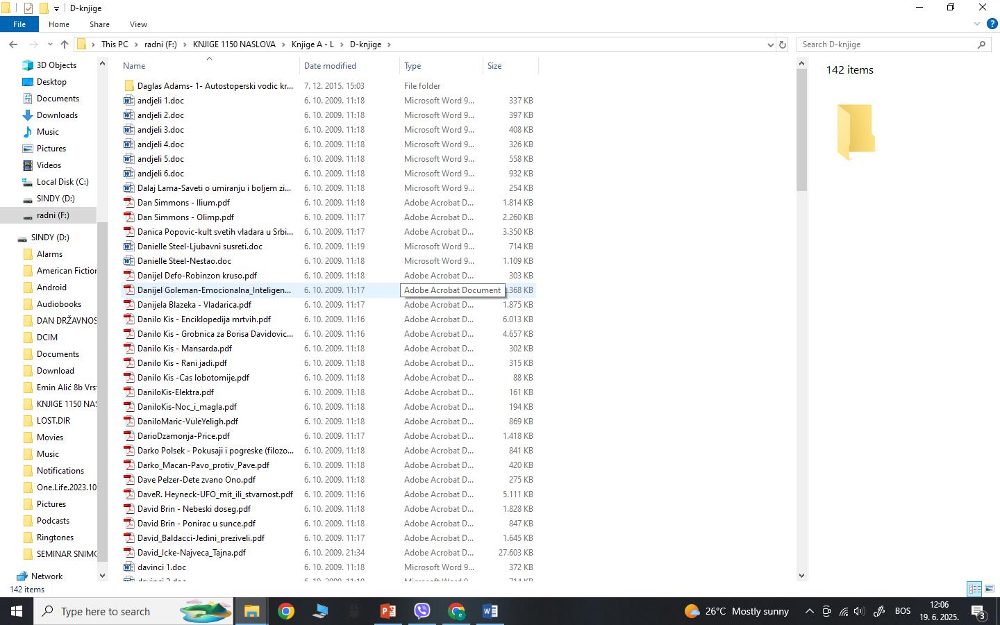 D-knjige
File Home Share View
This PC radni (F:) KNJIGE 1150 NASLOVA Knjige A - L D-knjige
Search D-knjige
3D Objects
Desktop
Documents
Downloads
Music
Pictures
Videos
Local Disk (C:)
SINDY (D:)
radni (F:)
SINDY (D:)
Alarms
American Fiction
Android
Audiobooks
DAN DRŽAVNOS
DCIM
Documents
Download
Emin Alić 8b Vrs
KNJIGE 1150 NAS
LOST.DIR
Movies
Music
Notifications
One.Life.2023.10
Pictures
Podcasts
Ringtones
SEMINAR SNIMC
Network
Name Date modified Type Size
Daglas Adams- 1- Autostoperski vodic kr... 7. 12. 2015. 15:03 File folder
andjeli 1.doc 6. 10. 2009. 11:18 Microsoft Word 9... 337 KB
andjeli 2.doc 6. 10. 2009. 11:18 Microsoft Word 9... 397 KB
andjeli 3.doc 6. 10. 2009. 11:18 Microsoft Word 9... 408 KB
andjeli 4.doc 6. 10. 2009. 11:18 Microsoft Word 9... 326 KB
andjeli 5.doc 6. 10. 2009. 11:18 Microsoft Word 9... 558 KB
andjeli 6.doc 6. 10. 2009. 11:18 Microsoft Word 9... 932 KB
Dalaj Lama-Saveti o umiranju i boljem zi... 6. 10. 2009. 11:18 Microsoft Word 9... 254 KB
Dan Simmons - Ilium.pdf 6. 10. 2009. 11:18 Adobe Acrobat D... 1.814 KB
Dan Simmons - Olimp.pdf 6. 10. 2009. 11:17 Adobe Acrobat D... 2.260 KB
Danica Popovic-kult svetih vladara u Srbi... 6. 10. 2009. 11:17 Adobe Acrobat D... 3.350 KB
Danielle Steel-Ljubavni susreti.doc 6. 10. 2009. 11:19 Microsoft Word 9... 714 KB
Danielle Steel-Nestao.doc 6. 10. 2009. 11:18 Microsoft Word 9... 1.109 KB
Danijel Defo-Robinzon kruso.pdf 6. 10. 2009. 11:18 Adobe Acrobat D... 303 KB
Danijel Goleman-Emocionalna_Inteligen... 6. 10. 2009. 11:17 Adobe Acrobat Document .368 KB
Danijela Blazeka - Vladarica.pdf 6. 10. 2009. 11:17 Adobe Acrobat D... 1.875 KB
Danilo Kis - Enciklopedija mrtvih.pdf 6. 10. 2009. 11:16 Adobe Acrobat D... 6.013 KB
Danilo Kis - Grobnica za Borisa Davidovic... 6. 10. 2009. 11:16 Adobe Acrobat D... 4.657 KB
Danilo Kis - Mansarda.pdf 6. 10. 2009. 11:18 Adobe Acrobat D... 302 KB
Danilo Kis - Rani jadi.pdf 6. 10. 2009. 11:18 Adobe Acrobat D... 315 KB
Danilo Kis -Cas lobotomije.pdf 6. 10. 2009. 11:18 Adobe Acrobat D... 88 KB
DaniloKis-Elektra.pdf 6. 10. 2009. 11:18 Adobe Acrobat D... 161 KB
DaniloKis-Noc_i_magla.pdf 6. 10. 2009. 11:18 Adobe Acrobat D... 194 KB
DaniloMaric-VuleYeligh.pdf 6. 10. 2009. 11:18 Adobe Acrobat D... 869 KB
DarioDzamonja-Price.pdf 6. 10. 2009. 11:17 Adobe Acrobat D... 1.418 KB
Darko Polsek - Pokusaji i pogreske (filozo... 6. 10. 2009. 11:18 Adobe Acrobat D... 841 KB
Darko_Macan-Pavo_protiv_Pave.pdf 6. 10. 2009. 11:18 Adobe Acrobat D... 420 KB
Dave Pelzer-Dete zvano Ono.pdf 6. 10. 2009. 11:18 Adobe Acrobat D... 275 KB
DaveR. Heyneck-UFO_mit_ili_stvarnost.pdf 6. 10. 2009. 11:16 Adobe Acrobat D... 5.111 KB
David Brin - Nebeski doseg.pdf 6. 10. 2009. 11:18 Adobe Acrobat D... 1.828 KB
David Brin - Ponirac u sunce.pdf 6. 10. 2009. 11:18 Adobe Acrobat D... 847 KB
David_Baldacci-Jedini_preziveli.pdf 6. 10. 2009. 11:17 Adobe Acrobat D... 1.645 KB
David_Icke-Najveca_Tajna.pdf 6. 10. 2009. 21:34 Adobe Acrobat D... 27.603 KB
davinci 1.doc 6. 10. 2009. 11:18 Microsoft Word 9... 372 KB
142 items
142 items
Type here to search
26°C Mostly sunny
BOS
12:06
19. 6. 2025.
3